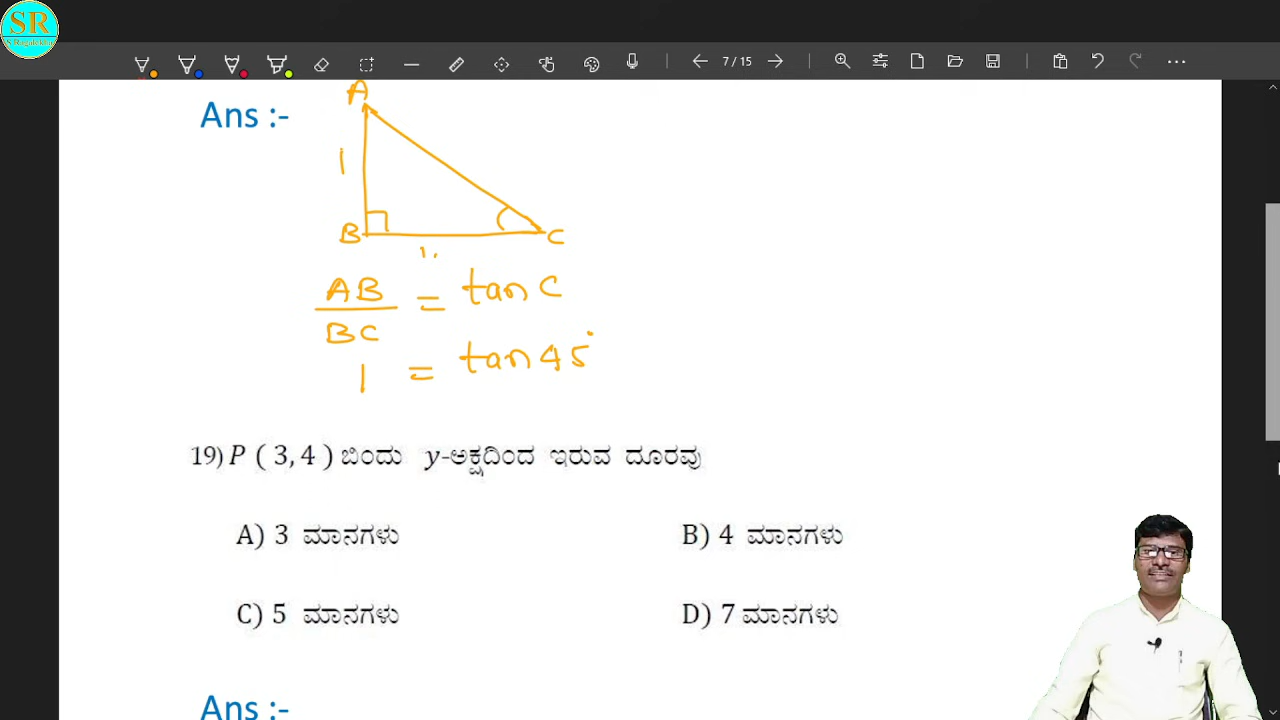 SR
7 / 15
Ans :-
A
1
B
C
AB
BC
= tan C
1 = tan 45°
19) P ( 3, 4 ) ಬಿಂದು y-ಅಕ್ಷದಿಂದ ಇರುವ ದೂರವು
A) 3 ಮಾನಗಳು
B) 4 ಮಾನಗಳು
C) 5 ಮಾನಗಳು
D) 7 ಮಾನಗಳು
Ans :-